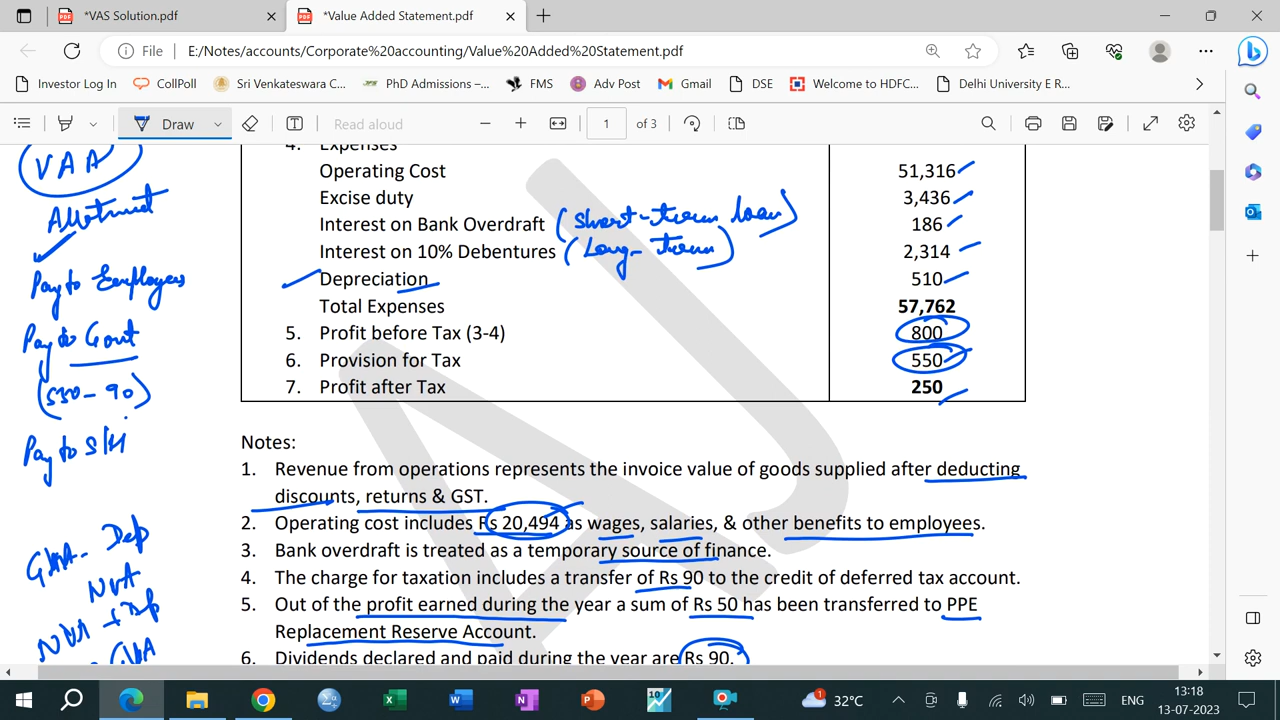 *VAS Solution.pdf
*Value Added Statement.pdf
File E:/Notes/accounts/Corporate%20accounting/Value%20Added%20Statement.pdf
Investor Log In CollPoll Sri Venkateswara C... PhD Admissions –... FMS Adv Post Gmail DSE Welcome to HDFC... Delhi University E R...
Draw Read aloud 1 of 3
4. Expenses
Operating Cost 51,316
Excise duty 3,436
Interest on Bank Overdraft (Short-term loan) 186
Interest on 10% Debentures (Long-term) 2,314
Depreciation 510
Total Expenses 57,762
5. Profit before Tax (3-4) 800
6. Provision for Tax 550
7. Profit after Tax 250
Notes:
1. Revenue from operations represents the invoice value of goods supplied after deducting
discounts, returns & GST.
2. Operating cost includes Rs 20,494 as wages, salaries, & other benefits to employees.
3. Bank overdraft is treated as a temporary source of finance.
4. The charge for taxation includes a transfer of Rs 90 to the credit of deferred tax account.
5. Out of the profit earned during the year a sum of Rs 50 has been transferred to PPE
Replacement Reserve Account.
6. Dividends declared and paid during the year are Rs 90.
VAA
Allotment
Pay to Employees
Pay to Govt
(550-90)
Pay to S/H
GVA - Dep
NVA
NVA + Dep
GVA
AJ
1 32°C ENG 13:18
13-07-2023